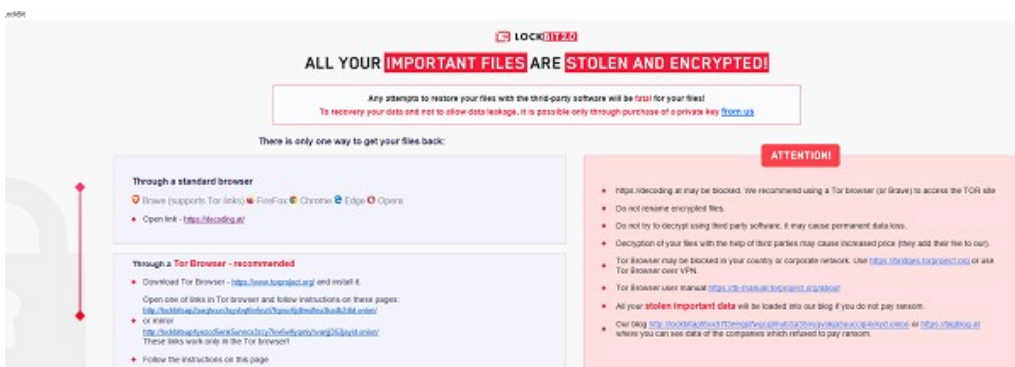 LOCKBIT 2.0
ALL YOUR IMPORTANT FILES ARE STOLEN AND ENCRYPTED!
Any attempts to restore your files with the thrid-party software will be fatal for your files!
To recovery your data and not to allow data leakage, it is possible only through purchase of a private key from us
There is only one way to get your files back:
Through a standard browser
Brave (supports Tor links) FireFox Chrome Edge Opera
Open link - https://decoding.at/
Through a Tor Browser - recommended
Download Tor Browser - https://www.torproject.org/ and install it.
Open one of links in Tor browser and follow instructions on these pages:
or mirror
These links work only in the Tor browser!
Follow the instructions on this page
ATTENTION!
https://decoding.at may be blocked. We recommend using a Tor browser (or Brave) to access the TOR site
Do not rename encrypted files.
Do not try to decrypt using third party software, it may cause permanent data loss.
Decryption of your files with the help of third parties may cause increased price (they add their fee to our).
Tor Browser may be blocked in your country or corporate network. Use https://bridges.torproject.org or use
Tor Browser over VPN.
Tor Browser user manual https://tb-manual.torproject.org/about
All your stolen important data will be loaded into our blog if you do not pay ransom.
Our blog or https://bigblog.at
where you can see data of the companies which refused to pay ransom.